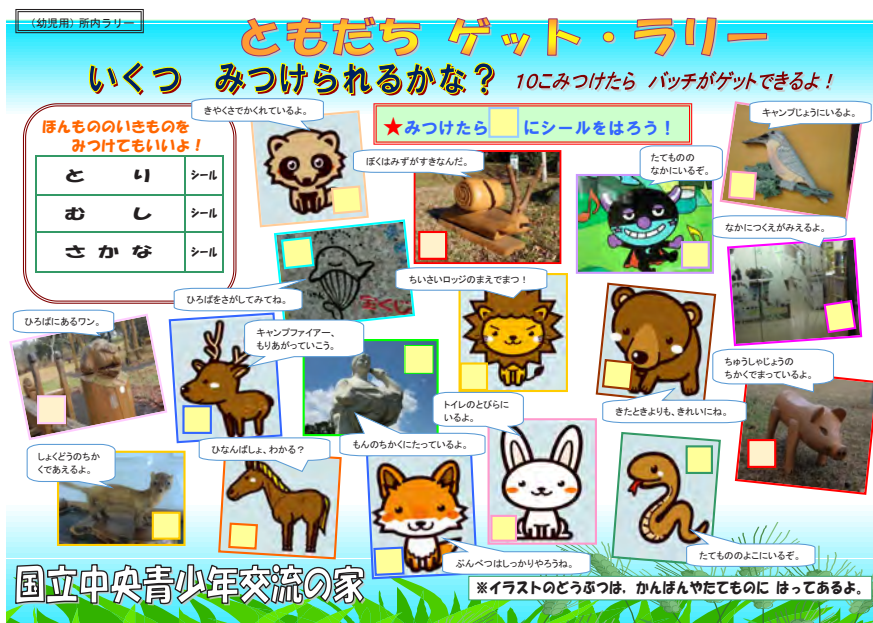 （幼児用）所内ラリー
ともだち ゲット・ラリー
いくつ みつけられるかな？ 10こみつけたら バッチがゲットできるよ！
ほんもののいきものを
みつけてもいいよ！
とり シール
むし シール
さかな シール
きやくさでかくれているよ。
★みつけたら にシールをはろう！
キャンプじょうにいるよ。
ぼくはみずがすきなんだ。
たてものの
なかにいるぞ。
なかにつくえがみえるよ。
ひろばをさがしてみてね。
ちいさいロッジのまえでまつ！
ひろばにあるワン。
キャンプファイアー、
もりあがっていこう。
ちゅうしゃじょうの
ちかくでまっているよ。
トイレのとびらに
いるよ。
きたときよりも、きれいにね。
しょくどうのちか
くであえるよ。
ひなんばしょ、わかる？
もんのちかくにたっているよ。
ぶんべつはしっかりやろうね。
たてもののよこにいるぞ。
国立中央青少年交流の家
※イラストのどうぶつは，かんばんやたてものに はってあるよ。